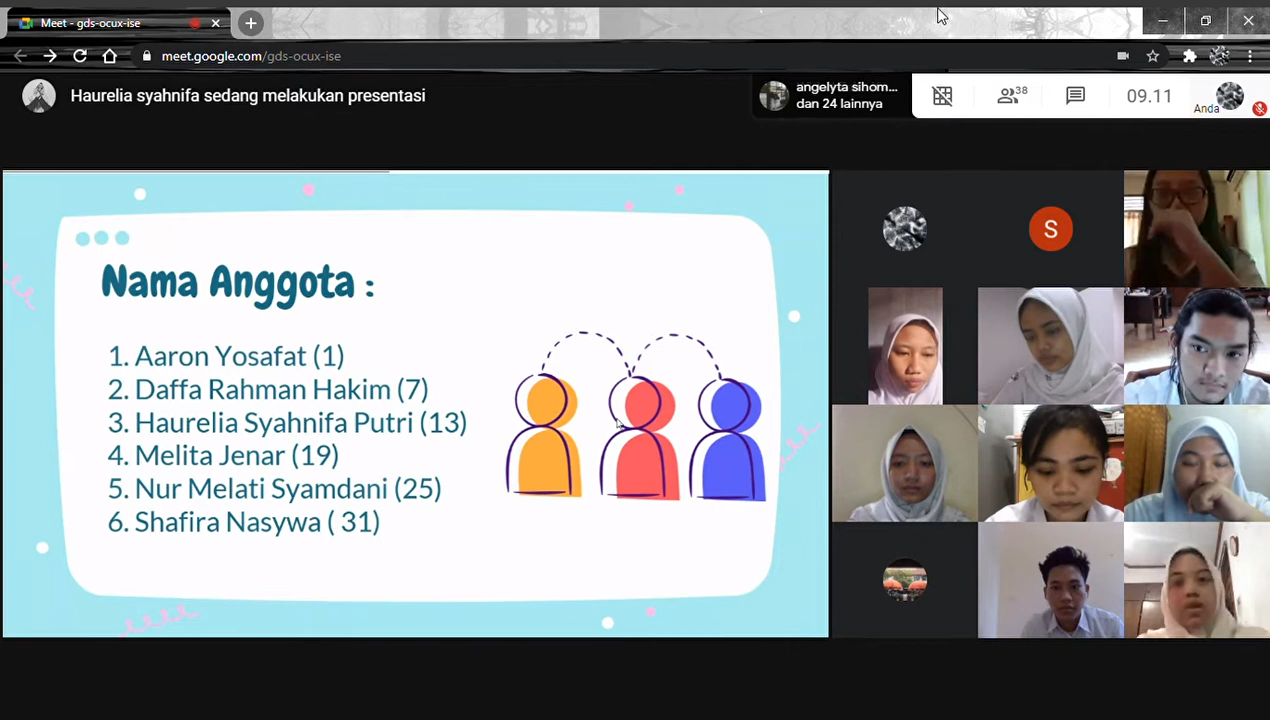 Meet - gds-ocux-ise
meet.google.com/gds-ocux-ise
Haurelia syahnifa sedang melakukan presentasi
angelyta sihom...
dan 24 lainnya
38
09.11
Anda
Nama Anggota :
1. Aaron Yosafat (1)
2. Daffa Rahman Hakim (7)
3. Haurelia Syahnifa Putri (13)
4. Melita Jenar (19)
5. Nur Melati Syamdani (25)
6. Shafira Nasywa ( 31)
S